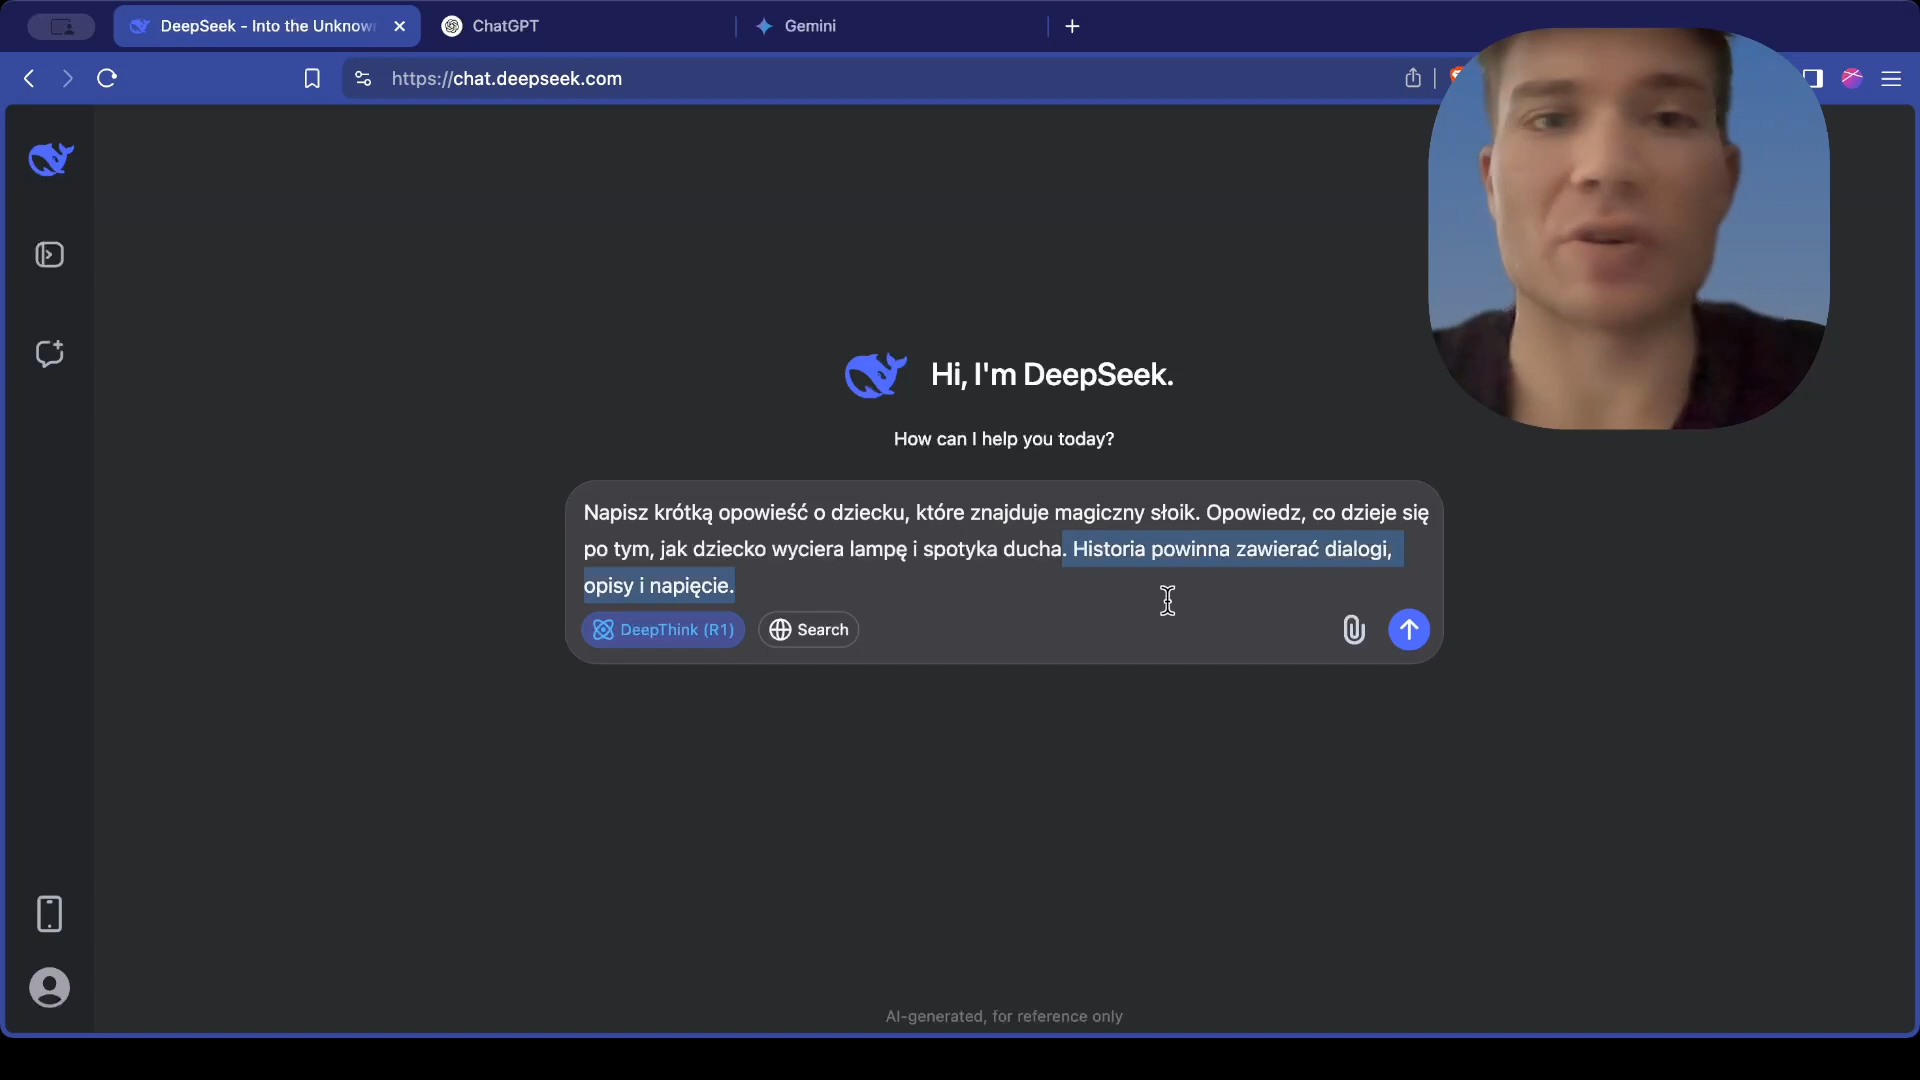 DeepSeek - Into the Unknow
ChatGPT
Gemini
https://chat.deepseek.com
Hi, I'm DeepSeek.
How can I help you today?
Napisz krótką opowieść o dziecku, które znajduje magiczny słoik. Opowiedz, co dzieje się
po tym, jak dziecko wyciera lampę i spotyka ducha. Historia powinna zawierać dialogi,
opisy i napięcie.
DeepThink (R1)
Search
AI-generated, for reference only